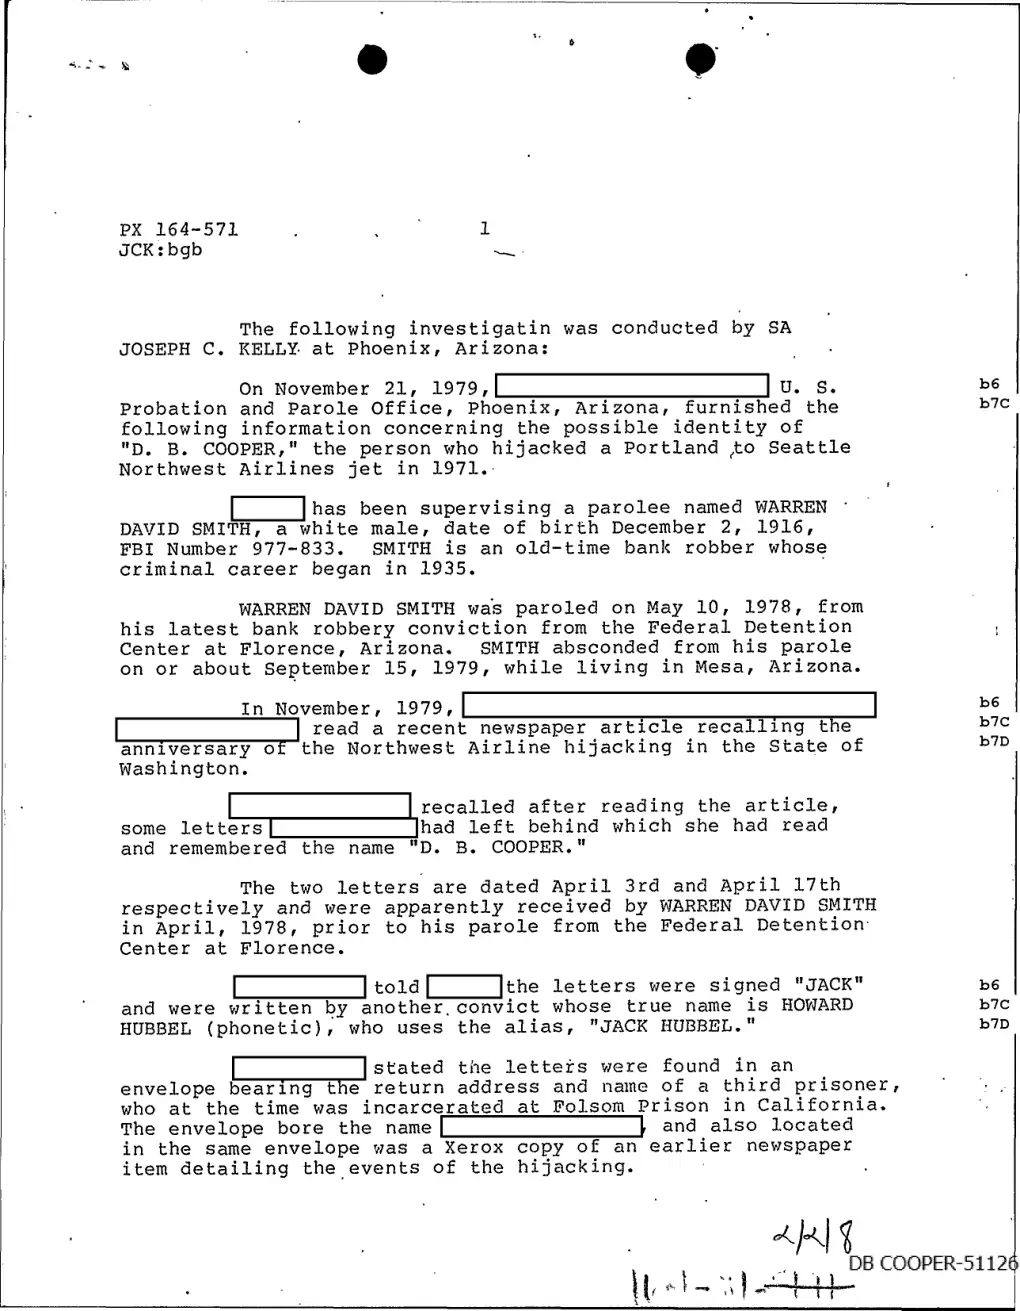 PX 164-571 1
JCK:bgb
The following investigatin was conducted by SA
JOSEPH C. KELLY at Phoenix, Arizona:
On November 21, 1979, U. S. b6
Probation and Parole Office, Phoenix, Arizona, furnished the b7C
following information concerning the possible identity of
"D. B. COOPER," the person who hijacked a Portland to Seattle
Northwest Airlines jet in 1971.
has been supervising a parolee named WARREN
DAVID SMITH, a white male, date of birth December 2, 1916,
FBI Number 977-833. SMITH is an old-time bank robber whose
criminal career began in 1935.
WARREN DAVID SMITH was paroled on May 10, 1978, from
his latest bank robbery conviction from the Federal Detention
Center at Florence, Arizona. SMITH absconded from his parole
on or about September 15, 1979, while living in Mesa, Arizona.
In November, 1979, b6
read a recent newspaper article recalling the b7C
anniversary of the Northwest Airline hijacking in the State of b7D
Washington.
recalled after reading the article,
some letters had left behind which she had read
and remembered the name "D. B. COOPER."
The two letters are dated April 3rd and April 17th
respectively and were apparently received by WARREN DAVID SMITH
in April, 1978, prior to his parole from the Federal Detention
Center at Florence.
told the letters were signed "JACK" b6
and were written by another convict whose true name is HOWARD b7C
HUBBEL (phonetic), who uses the alias, "JACK HUBBEL." b7D
stated the letters were found in an
envelope bearing the return address and name of a third prisoner,
who at the time was incarcerated at Folsom Prison in California.
The envelope bore the name , and also located
in the same envelope was a Xerox copy of an earlier newspaper
item detailing the events of the hijacking.
DB COOPER-51126